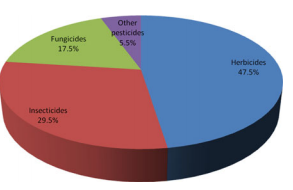 Other
pesticides
5.5%
Fungicides
17.5%
Herbicides
47.5%
Insecticides
29.5%